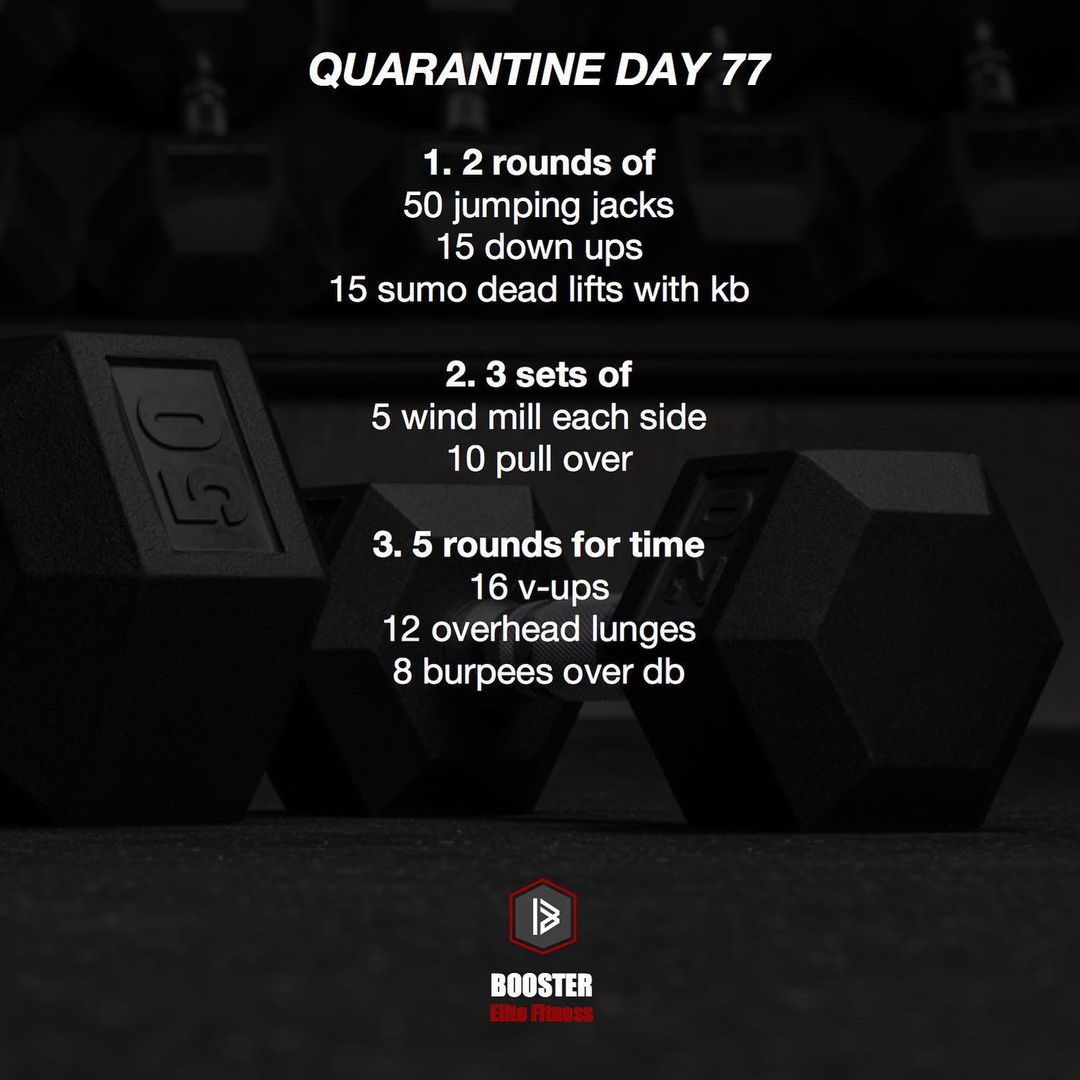 QUARANTINE DAY 77
1. 2 rounds of
50 jumping jacks
15 down ups
15 sumo dead lifts with kb
2. 3 sets of
5 wind mill each side
10 pull over
3. 5 rounds for time
16 v-ups
12 overhead lunges
8 burpees over db
50
BOOSTER
Elite Fitness